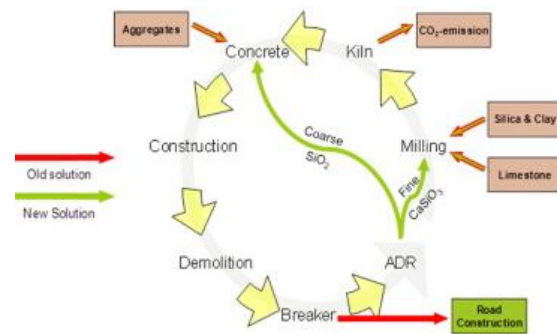 Aggregates
Concrete
Kiln
CO₂-emission
Silica & Clay
Construction
Coarse
SiO₂
Milling
Old solution
Limestone
Fine
CaSiO₃
New Solution
Demolition
ADR
Breaker
Road
Construction